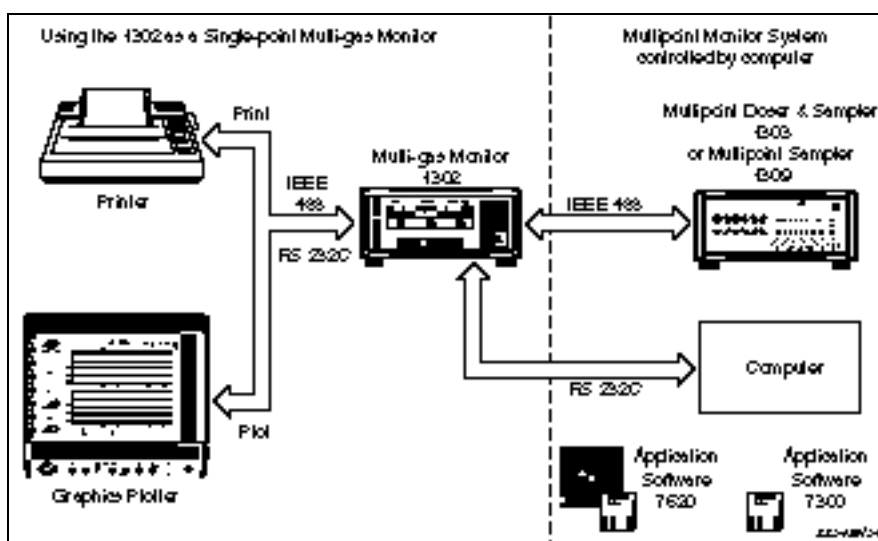 Using the 1302 as a Single-point Multi-gas Monitor
Multipoint Monitor System
controlled by computer
Print
Multipoint Doser & Sampler
1303
or Multipoint Sampler
1309
Multi-gas Monitor
1302
Printer
IEEE
488
IEEE 488
RS 232C
Computer
RS 232C
Plot
Graphics Plotter
Application
Software
7620
Application
Software
7300